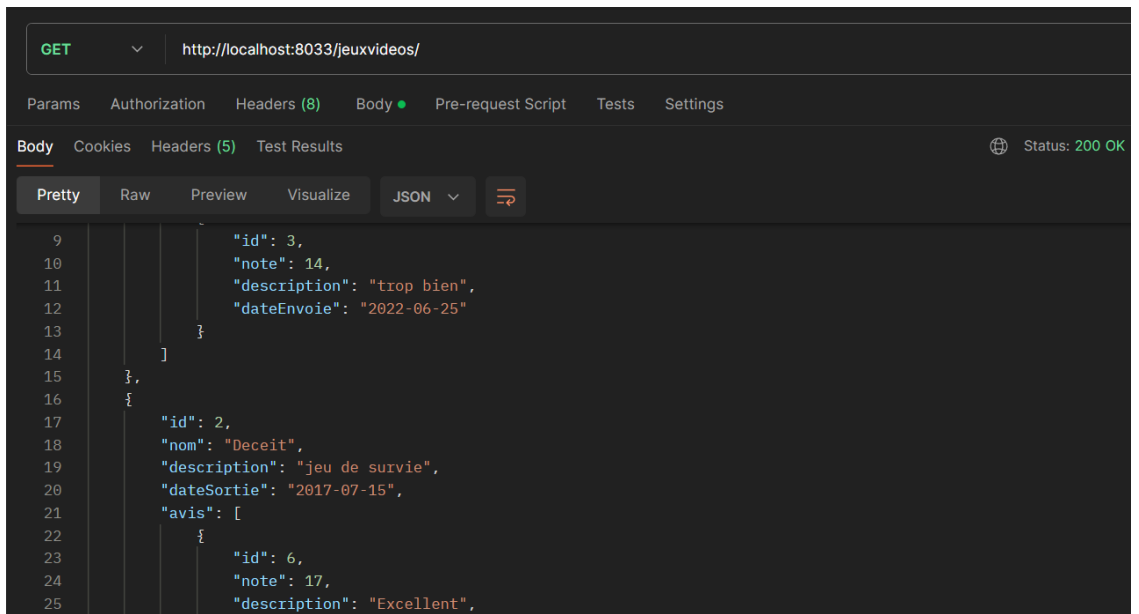 GET http://localhost:8033/jeuxvideos/
Params Authorization Headers (8) Body Pre-request Script Tests Settings
Body Cookies Headers (5) Test Results Status: 200 OK
Pretty Raw Preview Visualize JSON
9 "id": 3,
10 "note": 14,
11 "description": "trop bien",
12 "dateEnvoie": "2022-06-25"
13 }
14 ]
15 },
16 {
17 "id": 2,
18 "nom": "Deceit",
19 "description": "jeu de survie",
20 "dateSortie": "2017-07-15",
21 "avis": [
22 {
23 "id": 6,
24 "note": 17,
25 "description": "Excellent",